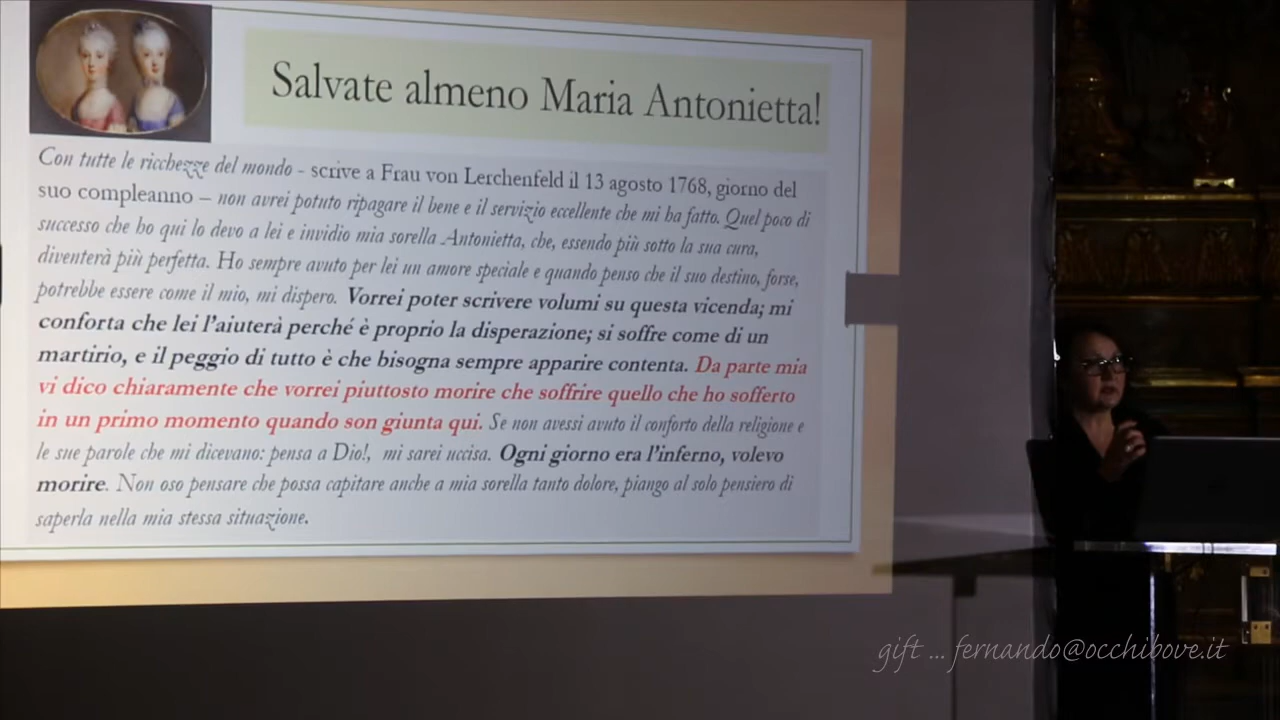 Salvate almeno Maria Antonietta!
Con tutte le ricchezze del mondo - scrive a Frau von Lerchenfeld il 13 agosto 1768, giorno del
suo compleanno – non avrei potuto ripagare il bene e il servizio eccellente che mi ha fatto. Quel poco di
successo che ho qui lo devo a lei e invidio mia sorella Antonietta, che, essendo più sotto la sua cura,
diventerà più perfetta. Ho sempre avuto per lei un amore speciale e quando penso che il suo destino, forse,
potrebbe essere come il mio, mi dispero. Vorrei poter scrivere volumi su questa vicenda; mi
conforta che lei l'aiuterà perché è proprio la disperazione; si soffre come di un
martirio, e il peggio di tutto è che bisogna sempre apparire contenta. Da parte mia
vi dico chiaramente che vorrei piuttosto morire che soffrire quello che ho sofferto
in un primo momento quando son giunta qui. Se non avessi avuto il conforto della religione e
le sue parole che mi dicevano: pensa a Dio!, mi sarei uccisa. Ogni giorno era l'inferno, volevo
morire. Non oso pensare che possa capitare anche a mia sorella tanto dolore, piango al solo pensiero di
saperla nella mia stessa situazione.
gift ... fernando@occhibove.it